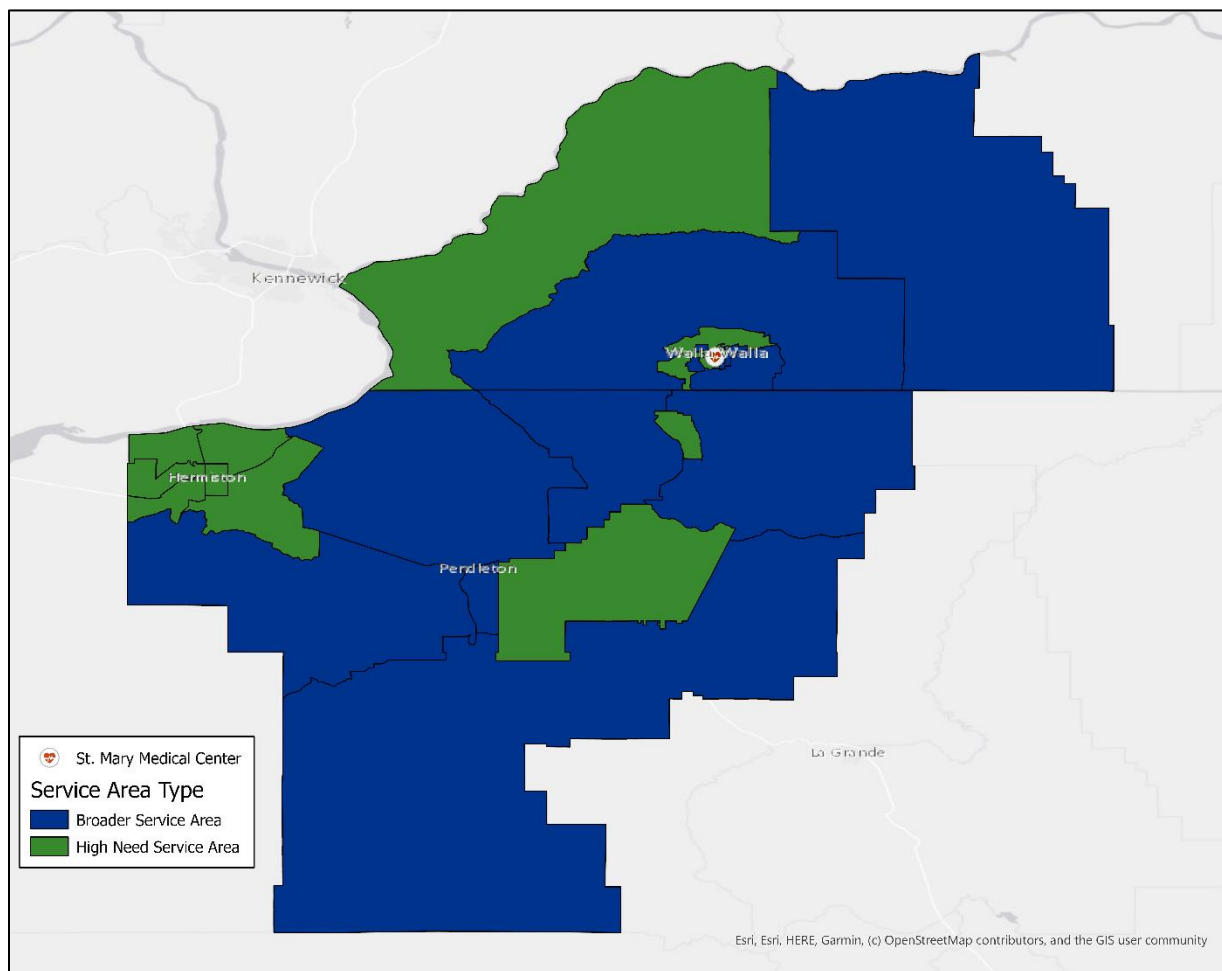 Kennewick
Walla Walla
Hermiston
Pendleton
La Grande
St. Mary Medical Center
Service Area Type
Broader Service Area
High Need Service Area
Esri, Esri, HERE, Garmin, (c) OpenStreetMap contributors, and the GIS user community